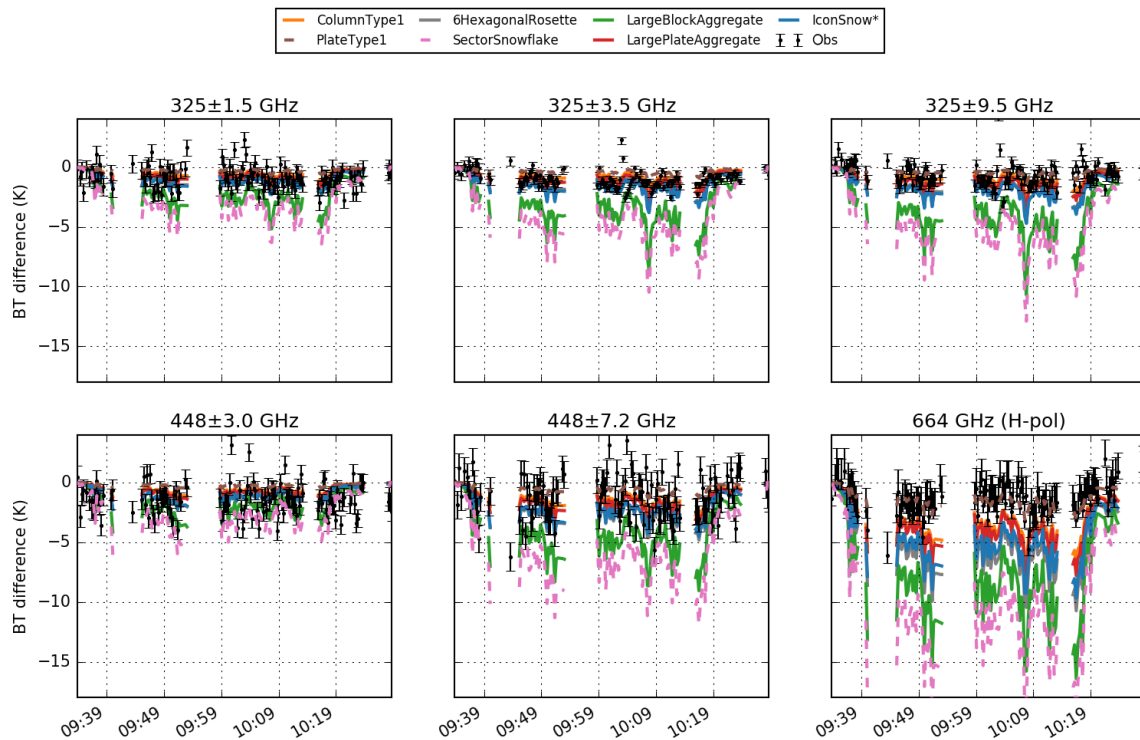 ColumnType1 6HexagonalRosette LargeBlockAggregate IconSnow*
PlateType1 SectorSnowflake LargePlateAggregate Obs
325±1.5 GHz 325±3.5 GHz 325±9.5 GHz
BT difference (K)
0
−5
−10
−15
448±3.0 GHz 448±7.2 GHz 664 GHz (H-pol)
BT difference (K)
0
−5
−10
−15
09:39 09:49 09:59 10:09 10:19 09:39 09:49 09:59 10:09 10:19 09:39 09:49 09:59 10:09 10:19